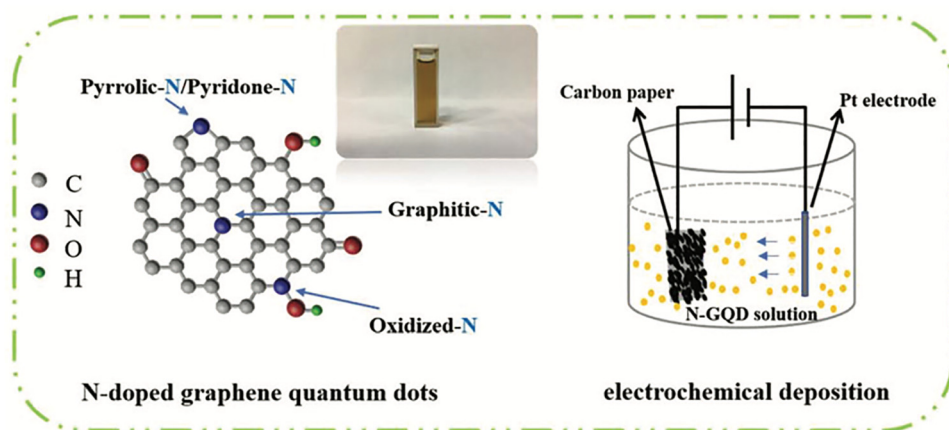 Pyrrolic-N/Pyridone-N
C
N
O
H
Graphitic-N
Oxidized-N
N-doped graphene quantum dots
Carbon paper
Pt electrode
N-GQD solution
electrochemical deposition